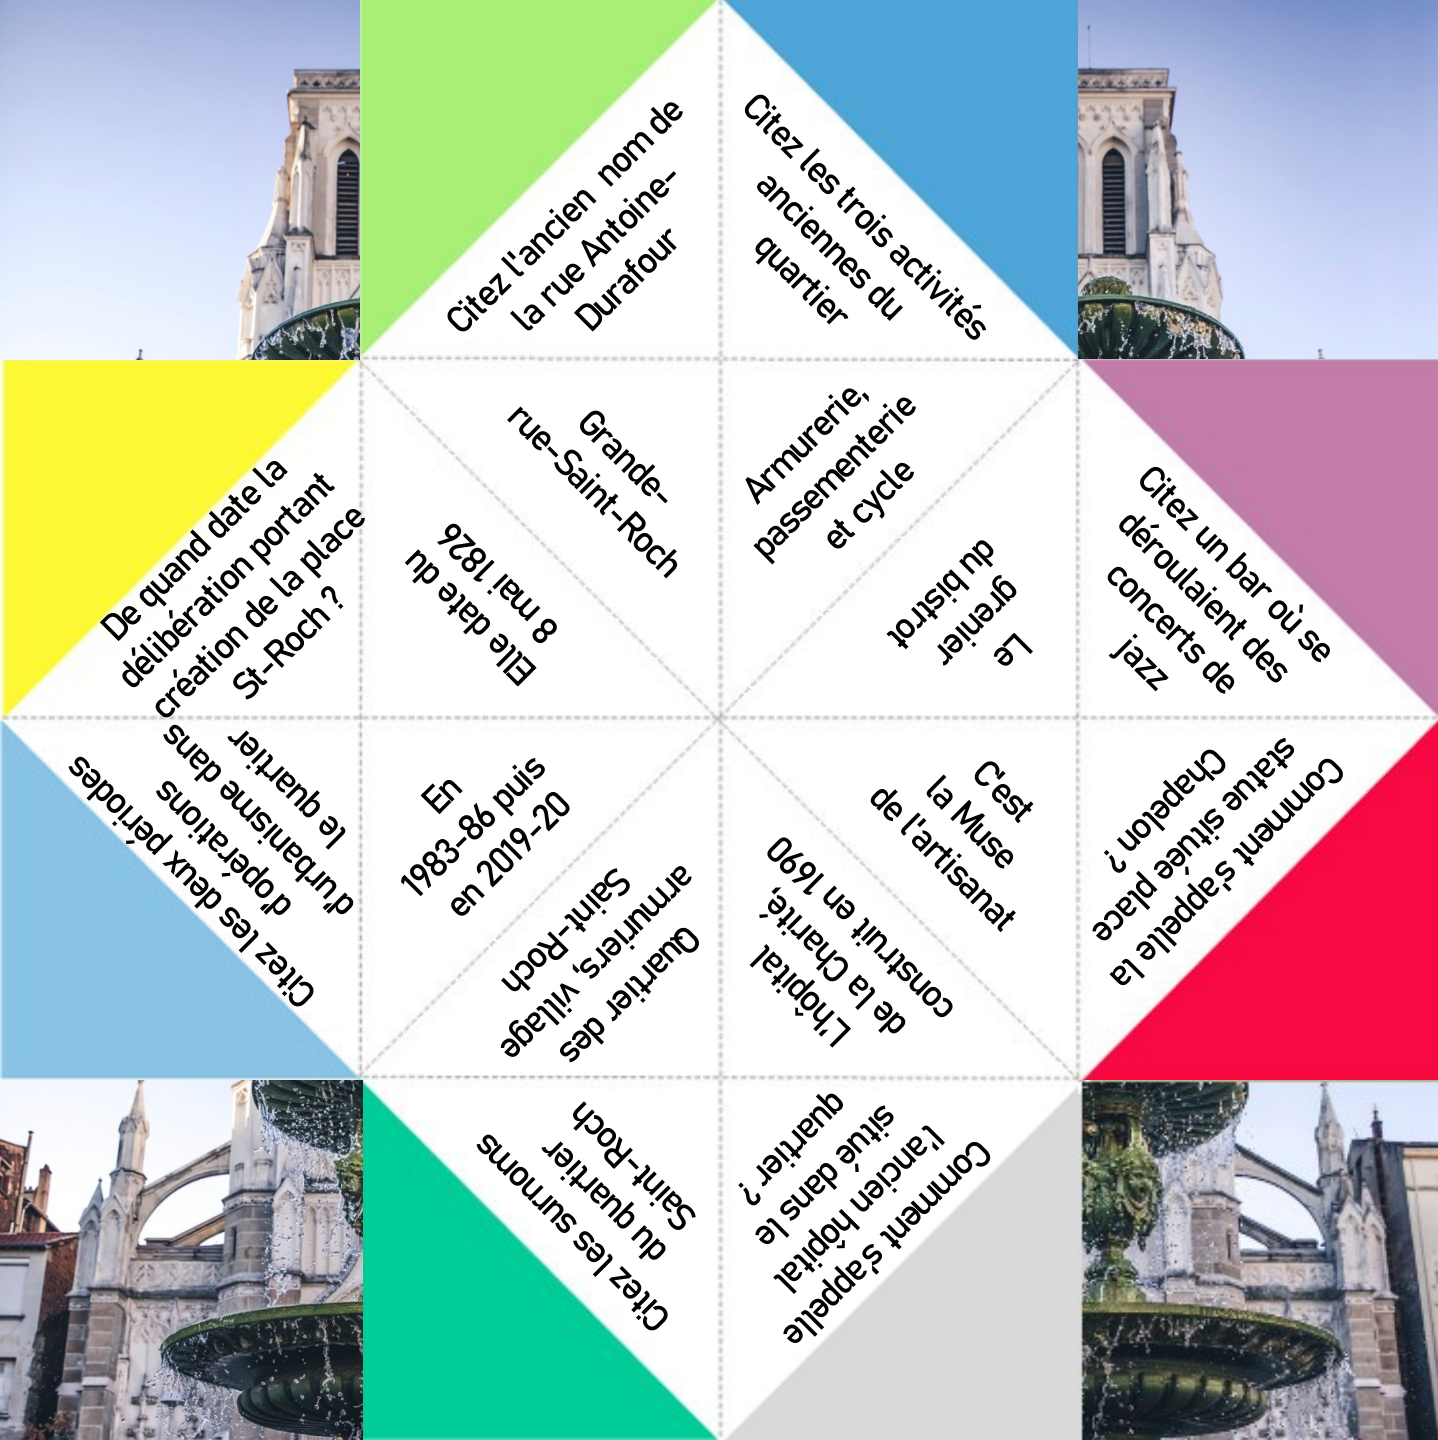 Citez l'ancien nom de
la rue Antoine-
Durafour
Citez les trois activités
anciennes du
quartier
Grande-
rue-Saint-Roch
Armurerie,
passementerie
et cycle
De quand date la
délibération portant
création de la place
St-Roch ?
Elle date du
8 mai 1826
Le
grenier
du bistrot
Citez un bar où se
déroulaient des
concerts de
jazz
Citez les deux périodes
d'opérations
d'urbanisme dans
le quartier
En
1983-86 puis
en 2019-20
C'est
la Muse
de l'artisanat
Comment s'appelle la
statue située place
Chapelon ?
Quartier des
armuriers, village
Saint-Roch
L'hôpital
de la Charité,
construit en 1690
Citez les surnoms
du quartier
Saint-Roch
Comment s'appelle
l'ancien hôpital
situé dans le
quartier ?